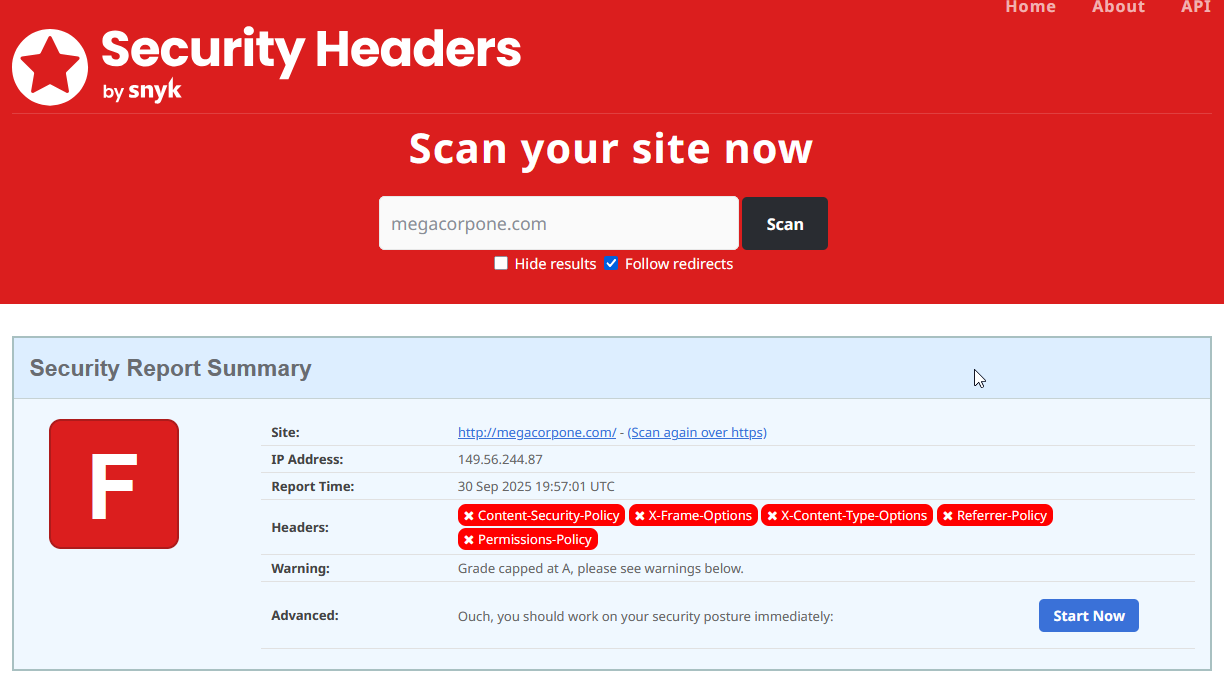 Home About API
Security Headers
by snyk
Scan your site now
megacorpone.com Scan
Hide results Follow redirects
Security Report Summary
F
Site: http://megacorpone.com/ - (Scan again over https)
IP Address: 149.56.244.87
Report Time: 30 Sep 2025 19:57:01 UTC
Headers: ✖ Content-Security-Policy ✖ X-Frame-Options ✖ X-Content-Type-Options ✖ Referrer-Policy
✖ Permissions-Policy
Warning: Grade capped at A, please see warnings below.
Advanced: Ouch, you should work on your security posture immediately: Start Now